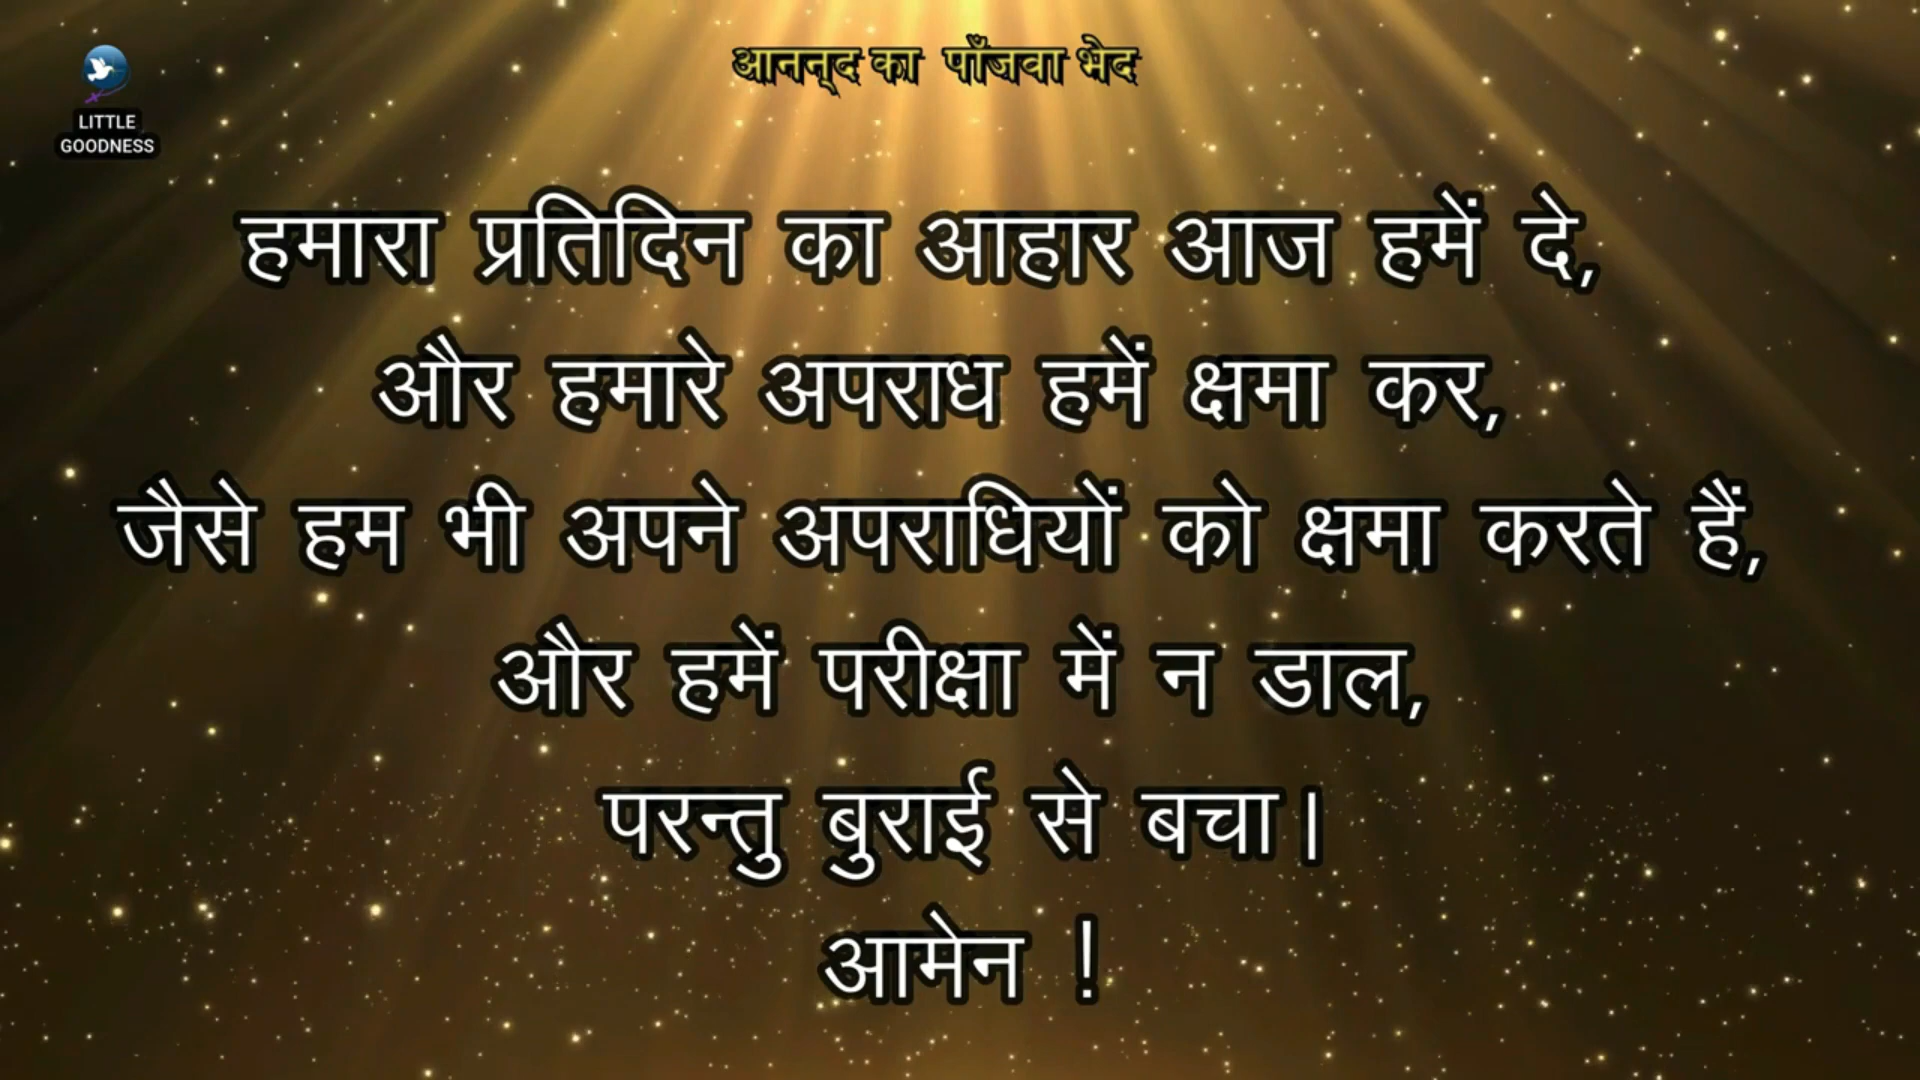 आनन्द का पाँजवा भेद
LITTLE
GOODNESS
हमारा प्रतिदिन का आहार आज हमें दे,
और हमारे अपराध हमें क्षमा कर,
जैसे हम भी अपने अपराधियों को क्षमा करते हैं,
और हमें परीक्षा में न डाल,
परन्तु बुराई से बचा।
आमेन !